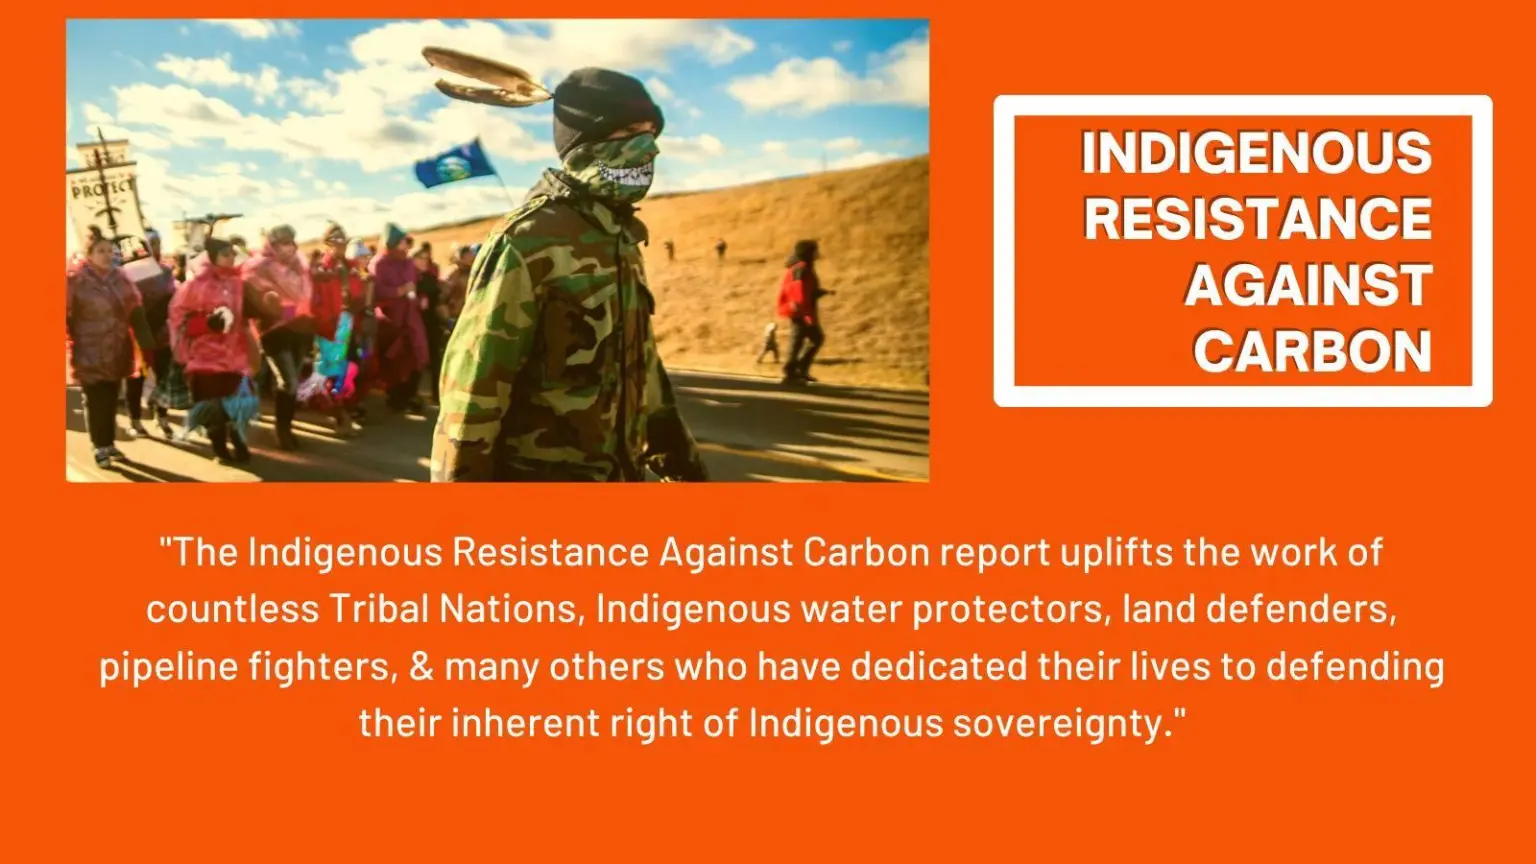 PROTECT
INDIGENOUS
RESISTANCE
AGAINST
CARBON
"The Indigenous Resistance Against Carbon report uplifts the work of
countless Tribal Nations, Indigenous water protectors, land defenders,
pipeline fighters, & many others who have dedicated their lives to defending
their inherent right of Indigenous sovereignty."